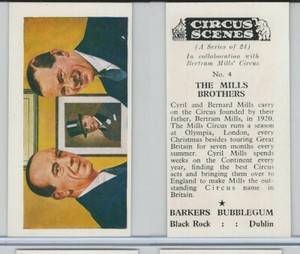 CIRCUS
SCENES
(A Series of 24)
In collaboration with
Bertram Mills' Circus
No. 4
THE MILLS
BROTHERS
Cyril and Bernard Mills carry
on the Circus founded by their
father, Bertram Mills, in 1920.
The Mills Circus runs a season
at Olympia, London, every
Christmas besides touring Great
Britain for seven months every
summer. Cyril Mills spends
weeks on the Continent every
year, finding the best Circus
acts and bringing them over to
England to make Mills the out-
standing Circus name in
Britain.
★
BARKERS BUBBLEGUM
Black Rock : : Dublin